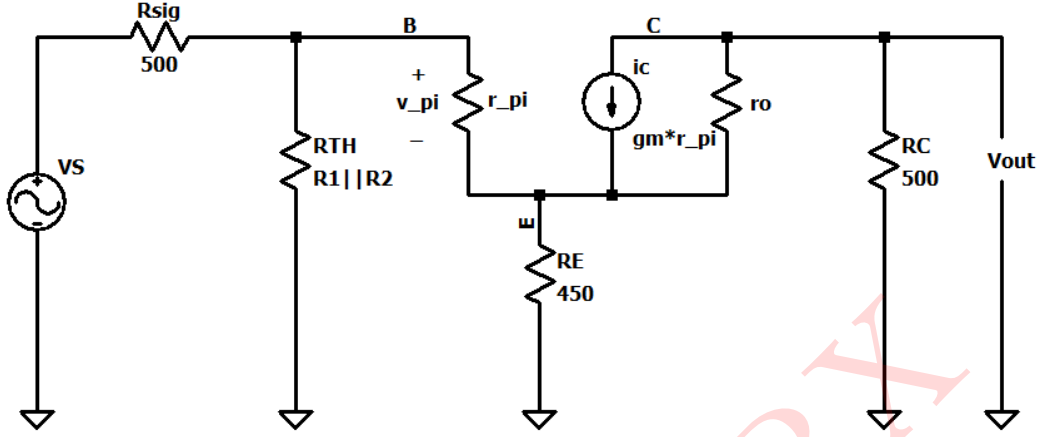 Rsig
500
VS
+
-
RTH
R1||R2
B
+
v_pi
–
r_pi
E
RE
450
C
ic
gm*r_pi
ro
RC
500
Vout
X